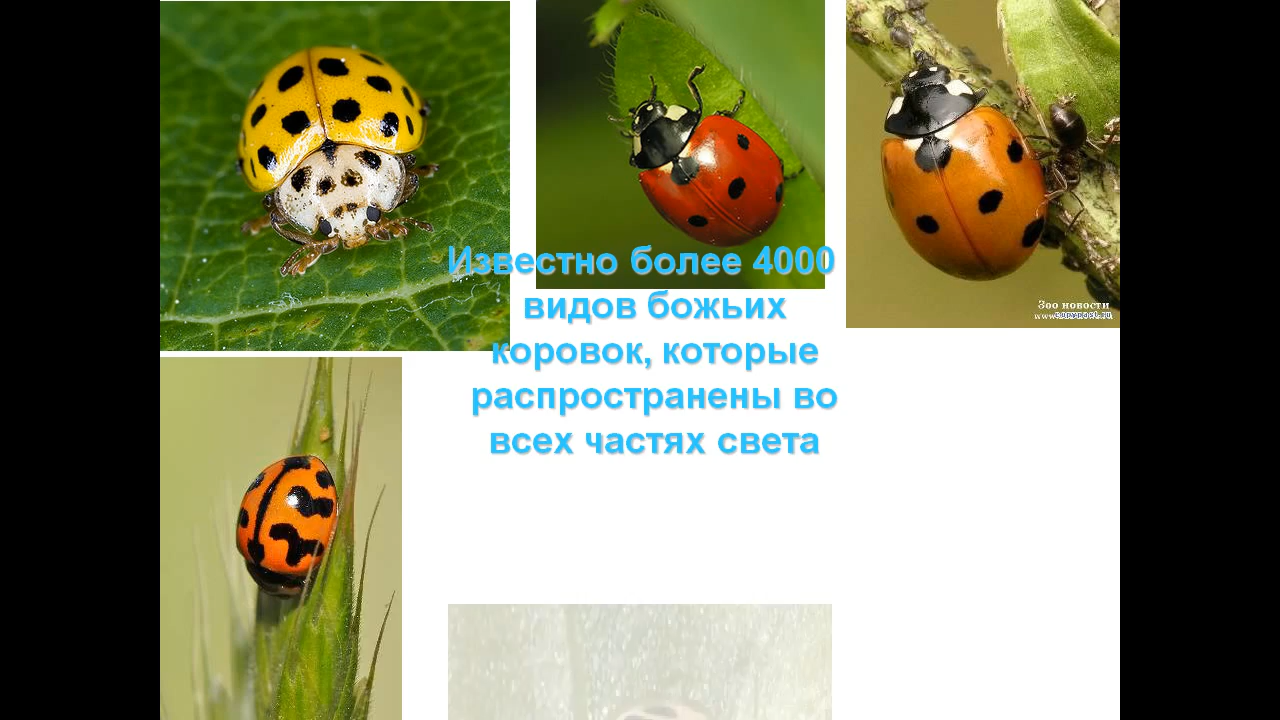 Известно более 4000
видов божьих
коровок, которые
распространены во
всех частях света
Зоо новости